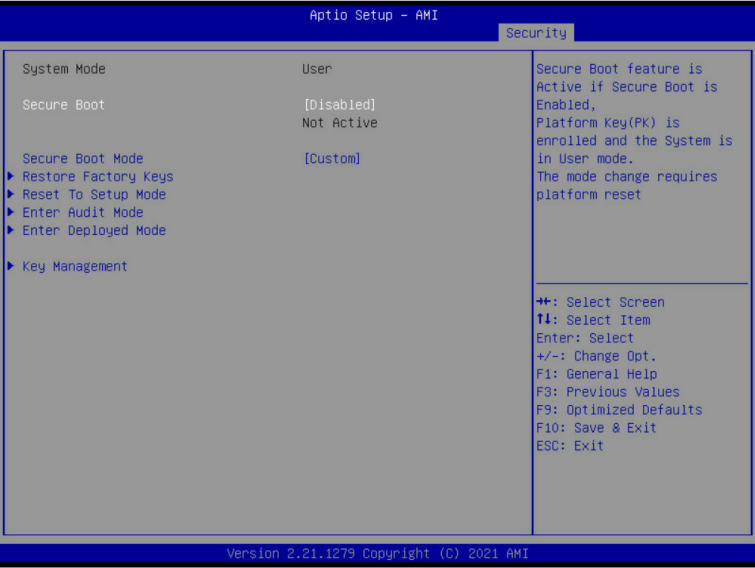 Aptio Setup – AMI
Security
System Mode User
Secure Boot [Disabled]
Not Active
Secure Boot Mode [Custom]
Restore Factory Keys
Reset To Setup Mode
Enter Audit Mode
Enter Deployed Mode
Key Management
Secure Boot feature is
Active if Secure Boot is
Enabled,
Platform Key(PK) is
enrolled and the System is
in User mode.
The mode change requires
platform reset
→←: Select Screen
↑↓: Select Item
Enter: Select
+/-: Change Opt.
F1: General Help
F3: Previous Values
F9: Optimized Defaults
F10: Save & Exit
ESC: Exit
Version 2.21.1279 Copyright (C) 2021 AMI